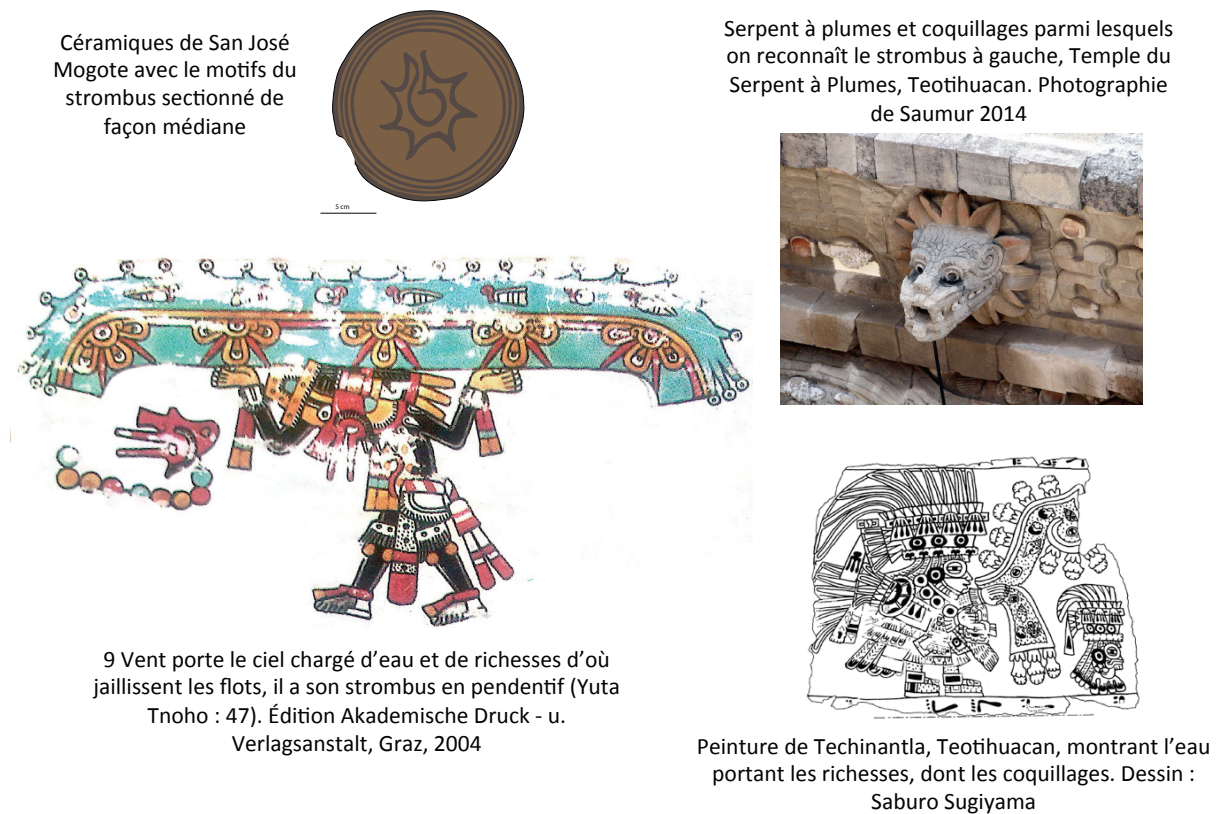 Céramiques de San José
Mogote avec le motifs du
strombus sectionné de
façon médiane
5 cm
Serpent à plumes et coquillages parmi lesquels
on reconnaît le strombus à gauche, Temple du
Serpent à Plumes, Teotihuacan. Photographie
de Saumur 2014
9 Vent porte le ciel chargé d’eau et de richesses d’où
jaillissent les flots, il a son strombus en pendentif (Yuta
Tnoho : 47). Édition Akademische Druck - u.
Verlagsanstalt, Graz, 2004
Peinture de Techinantla, Teotihuacan, montrant l’eau
portant les richesses, dont les coquillages. Dessin :
Saburo Sugiyama